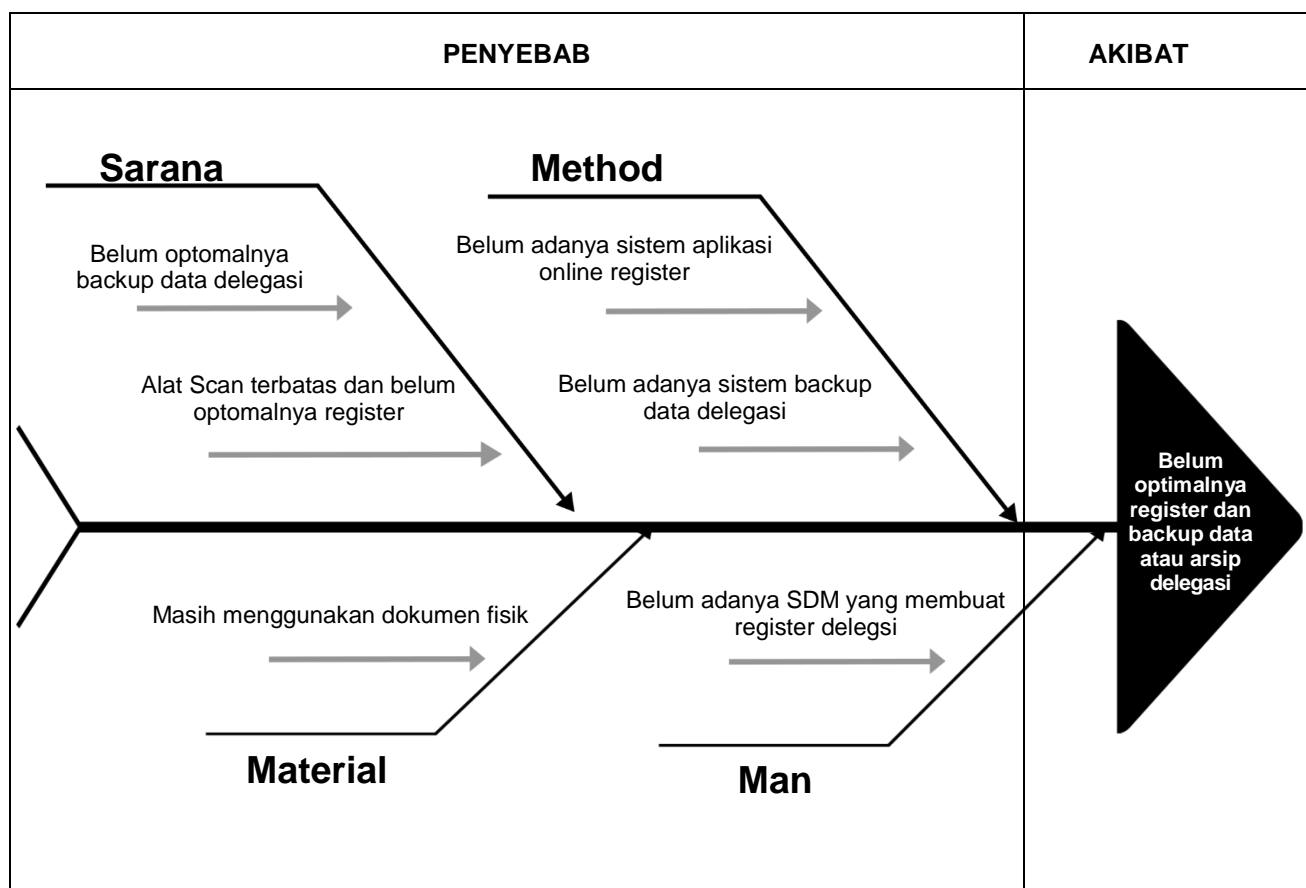 PENYEBAB
AKIBAT
Sarana
Method
Belum optomalnya
backup data delegasi
Belum adanya sistem aplikasi
online register
Alat Scan terbatas dan belum
optomalnya register
Belum adanya sistem backup
data delegasi
Belum
optimalnya
register dan
backup data
atau arsip
delegasi
Masih menggunakan dokumen fisik
Belum adanya SDM yang membuat
register delegsi
Material
Man